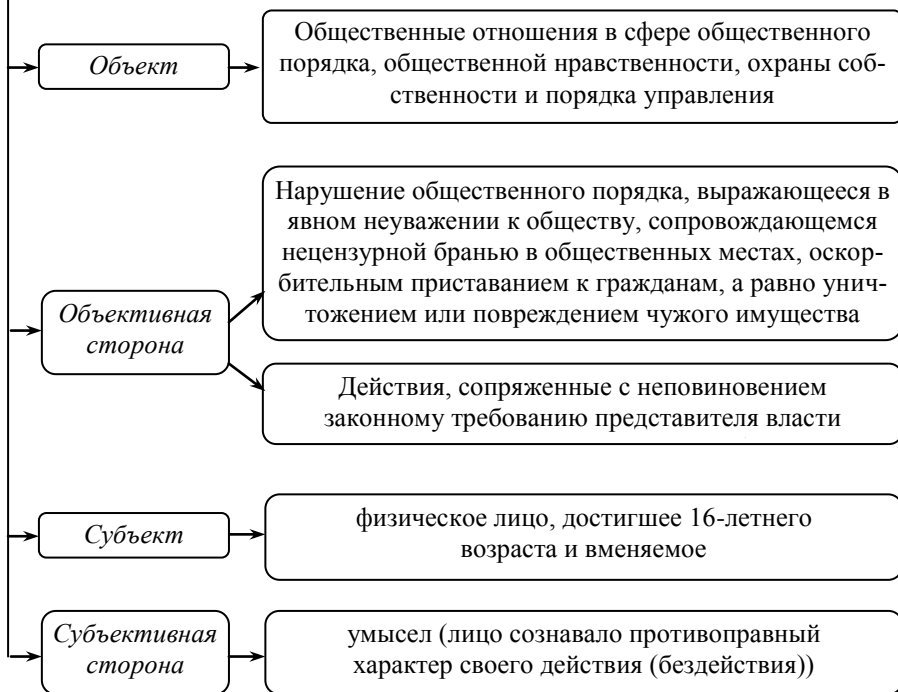 Объект
Общественные отношения в сфере общественного
порядка, общественной нравственности, охраны соб-
ственности и порядка управления
Объективная
сторона
Нарушение общественного порядка, выражающееся в
явном неуважении к обществу, сопровождающемся
нецензурной бранью в общественных местах, оскор-
бительным приставанием к гражданам, а равно унич-
тожением или повреждением чужого имущества
Действия, сопряженные с неповиновением
законному требованию представителя власти
Субъект
физическое лицо, достигшее 16-летнего
возраста и вменяемое
Субъективная
сторона
умысел (лицо сознавало противоправный
характер своего действия (бездействия))